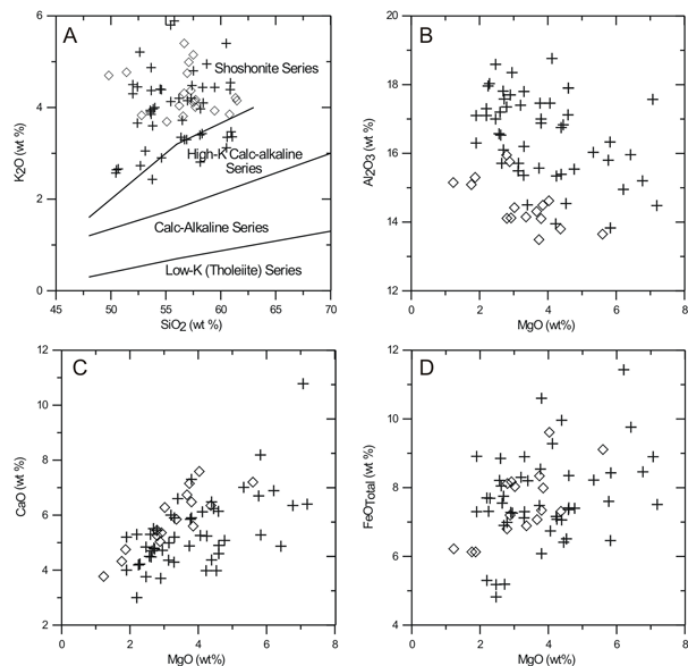 A
B
6
4
2
0
K2O (wt %)
Shoshonite Series
High-K Calc-alkaline
Series
Calc-Alkaline Series
Low-K (Tholeiite) Series
45 50 55 60 65 70
SiO2 (wt %)
20
18
16
14
12
Al2O3 (wt %)
0 2 4 6 8
MgO (wt%)
C
12
10
8
6
4
2
CaO (wt %)
0 2 4 6 8
MgO (wt%)
D
12
10
8
6
4
FeOTotal (wt %)
0 2 4 6 8
MgO (wt%)